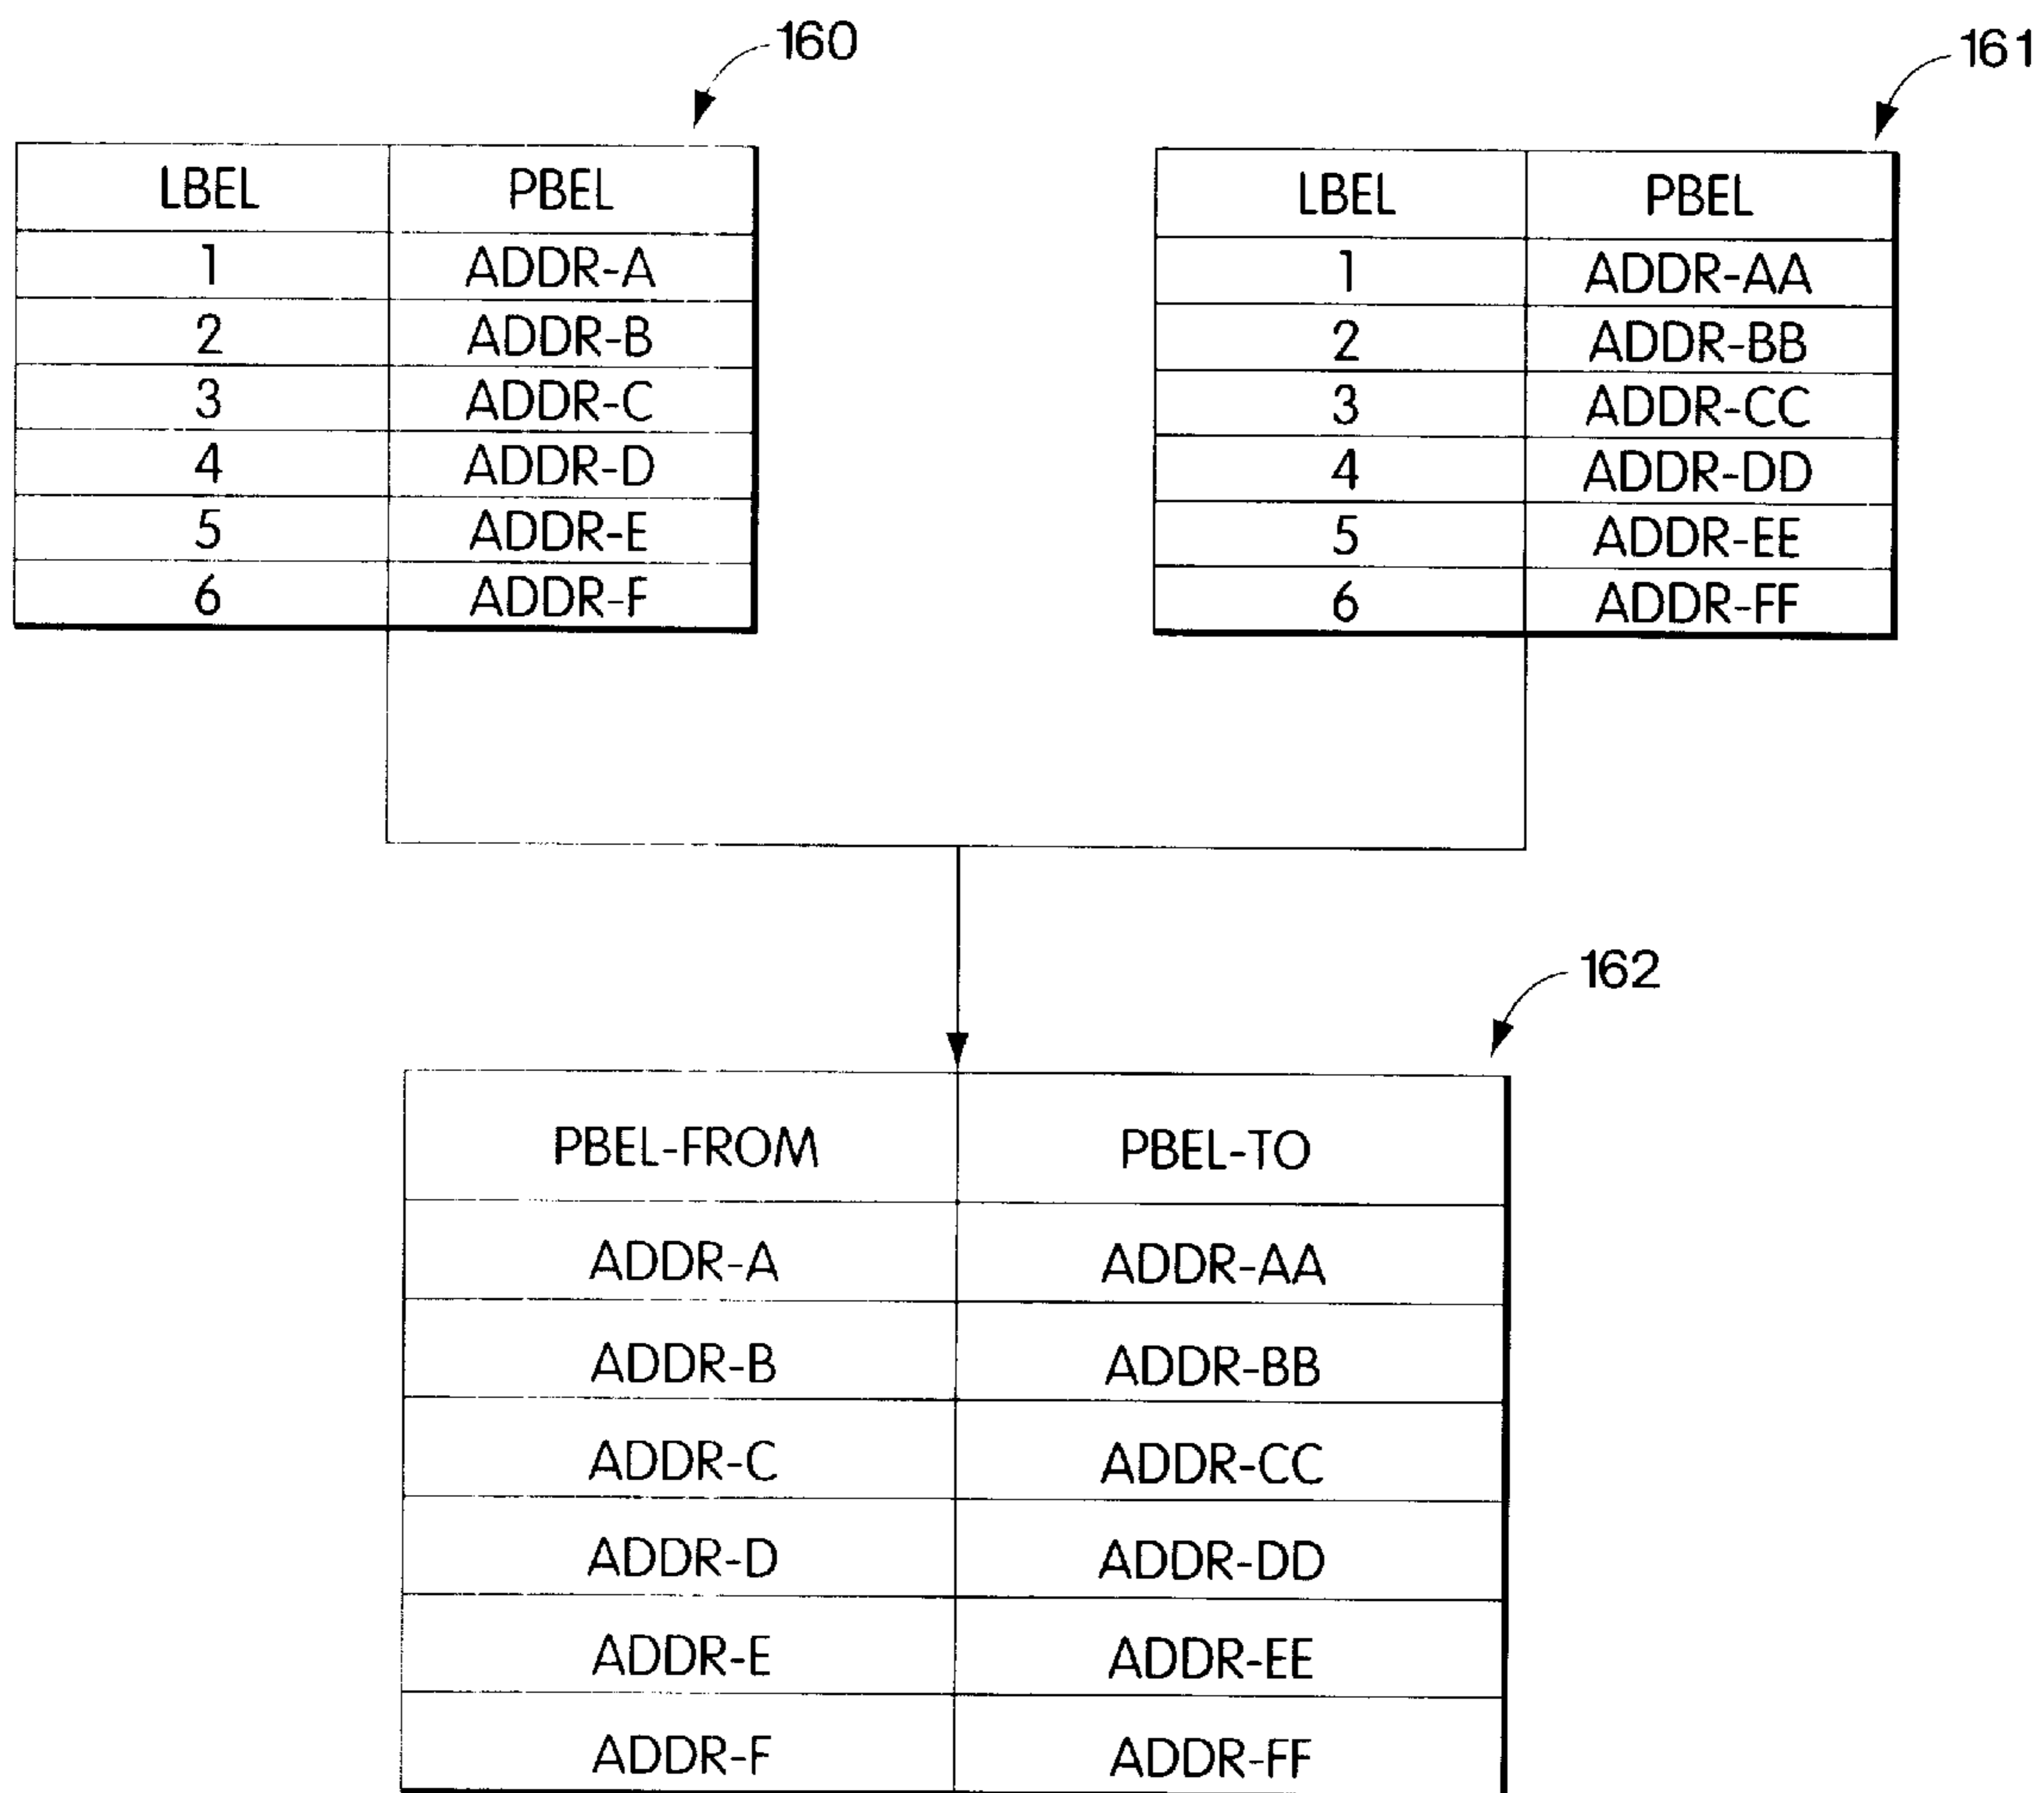 160
LBEL PBEL
1 ADDR-A
2 ADDR-B
3 ADDR-C
4 ADDR-D
5 ADDR-E
6 ADDR-F
161
LBEL PBEL
1 ADDR-AA
2 ADDR-BB
3 ADDR-CC
4 ADDR-DD
5 ADDR-EE
6 ADDR-FF
162
PBEL-FROM PBEL-TO
ADDR-A ADDR-AA
ADDR-B ADDR-BB
ADDR-C ADDR-CC
ADDR-D ADDR-DD
ADDR-E ADDR-EE
ADDR-F ADDR-FF